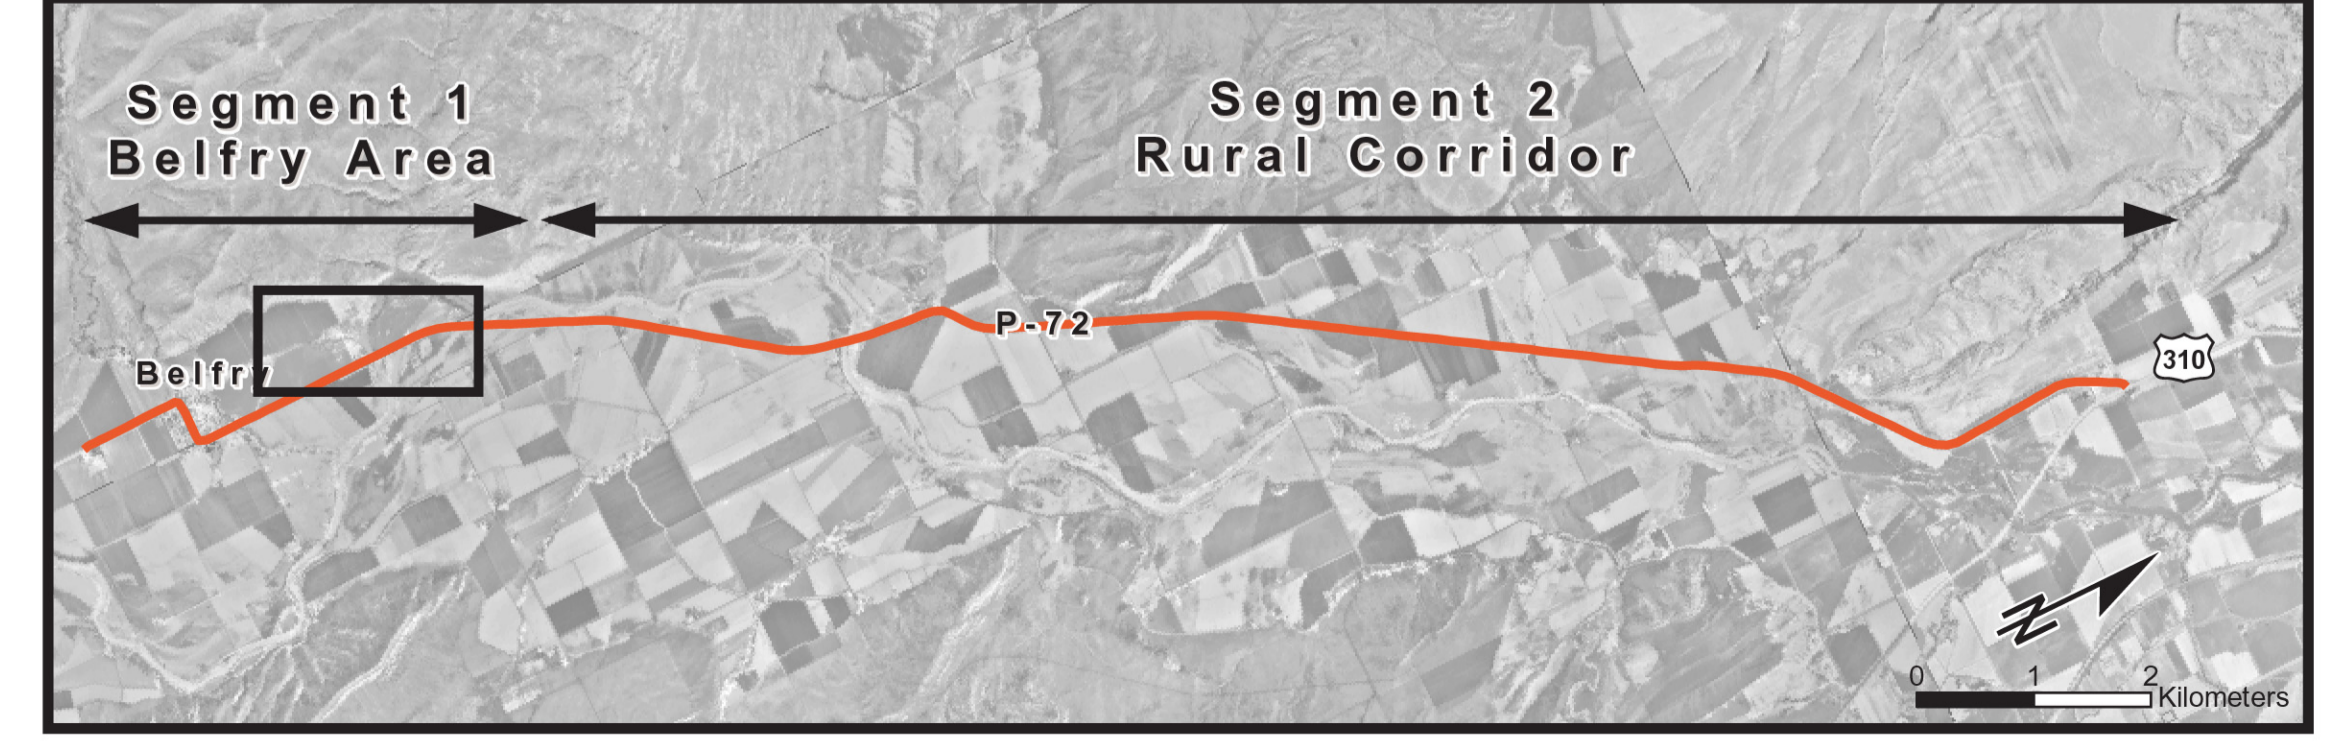 Segment 1
Belfry Area
Segment 2
Rural Corridor
P-72
Belfry
310
N
0 1 2
Kilometers